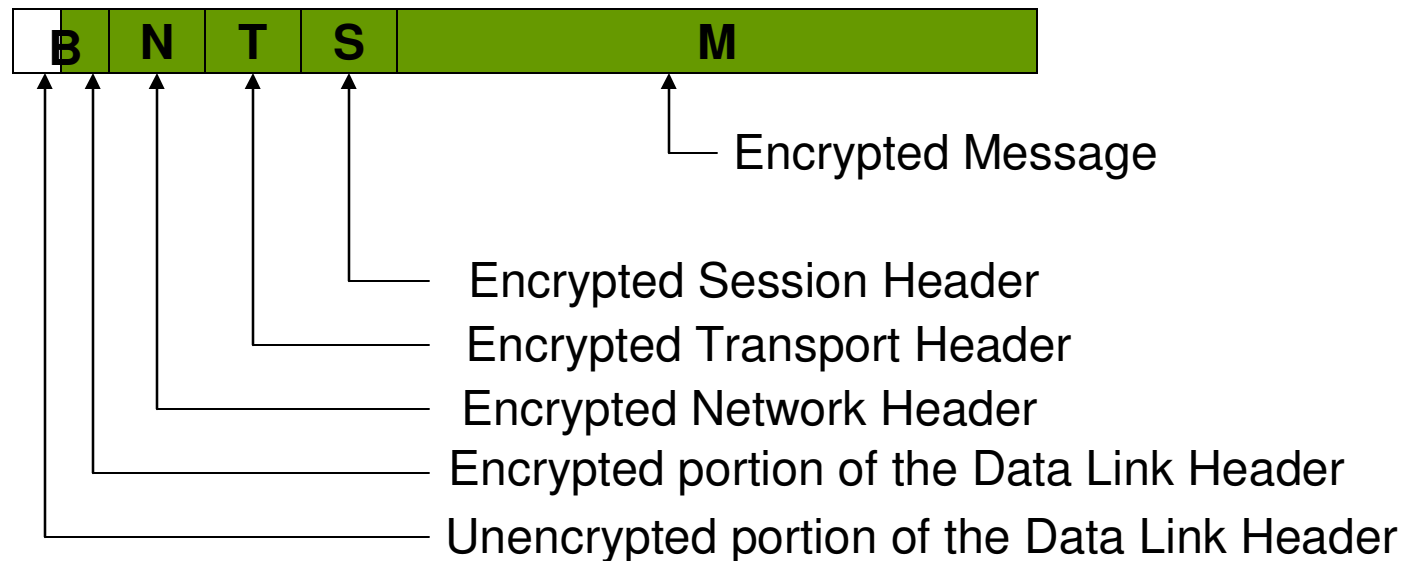 B N T S M
Encrypted Message
Encrypted Session Header
Encrypted Transport Header
Encrypted Network Header
Encrypted portion of the Data Link Header
Unencrypted portion of the Data Link Header